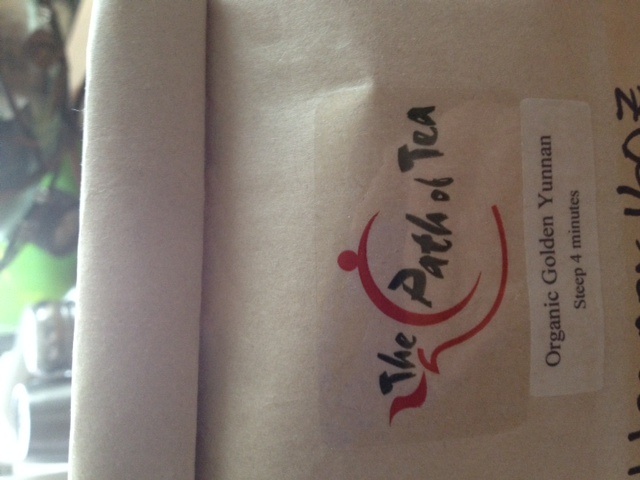 The Path of Tea
Organic Golden Yunnan
Steep 4 minutes